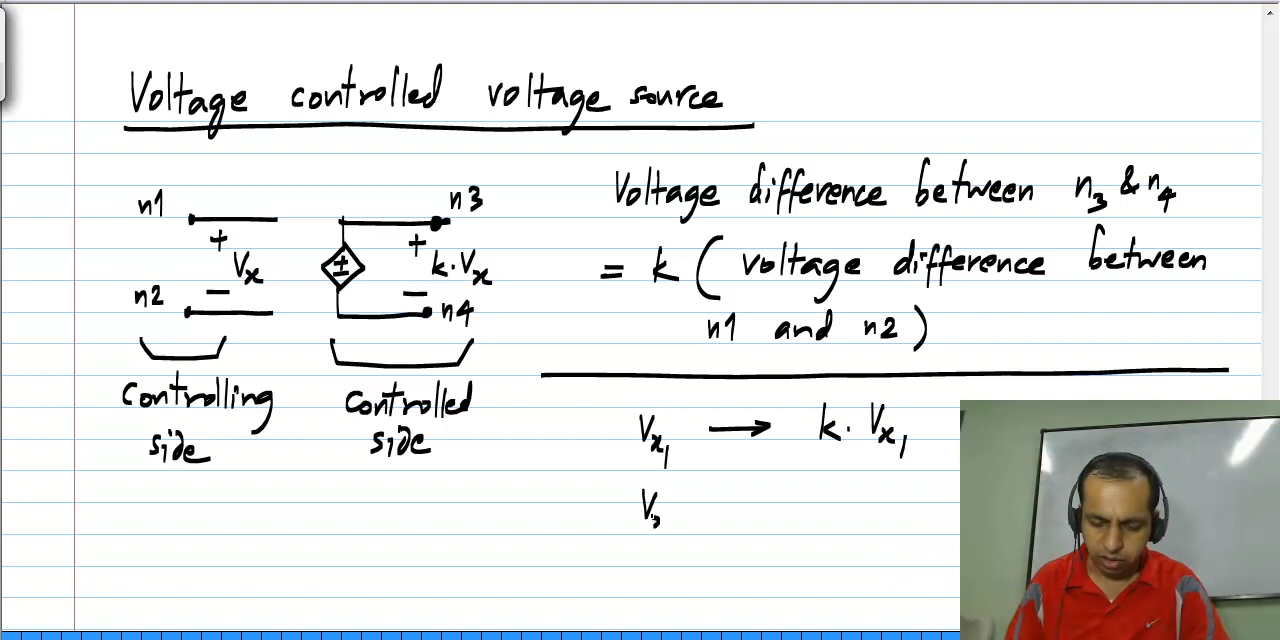 Voltage controlled voltage source
n1
+
Vx
−
n2
±
n3
+
k.Vx
−
n4
controlling
side
controlled
side
Voltage difference between n3 & n4
= k ( voltage difference between
n1 and n2 )
Vx1 → k. Vx1
V